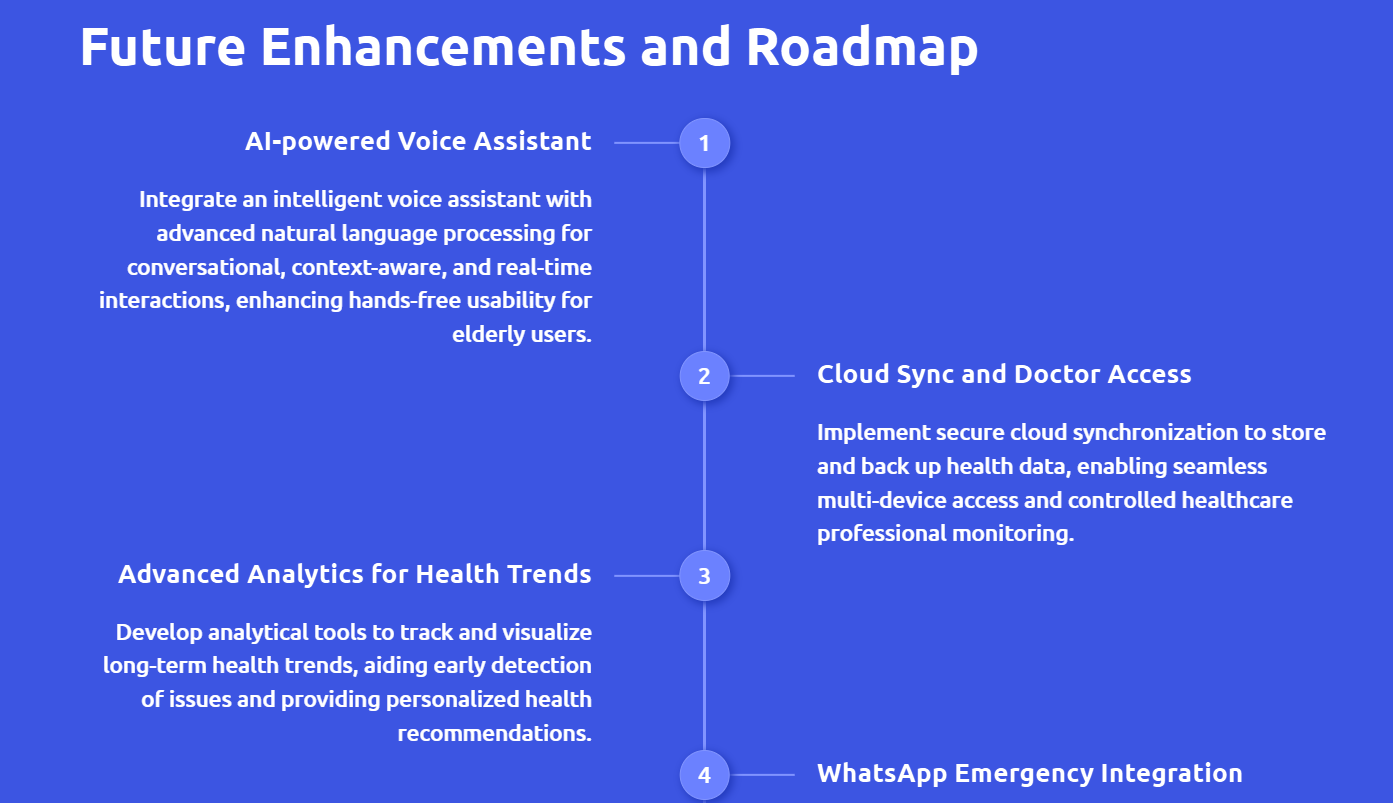 Future Enhancements and Roadmap
AI-powered Voice Assistant
1
Integrate an intelligent voice assistant with
advanced natural language processing for
conversational, context-aware, and real-time
interactions, enhancing hands-free usability for
elderly users.
2
Cloud Sync and Doctor Access
Implement secure cloud synchronization to store
and back up health data, enabling seamless
multi-device access and controlled healthcare
professional monitoring.
Advanced Analytics for Health Trends
3
Develop analytical tools to track and visualize
long-term health trends, aiding early detection
of issues and providing personalized health
recommendations.
4
WhatsApp Emergency Integration